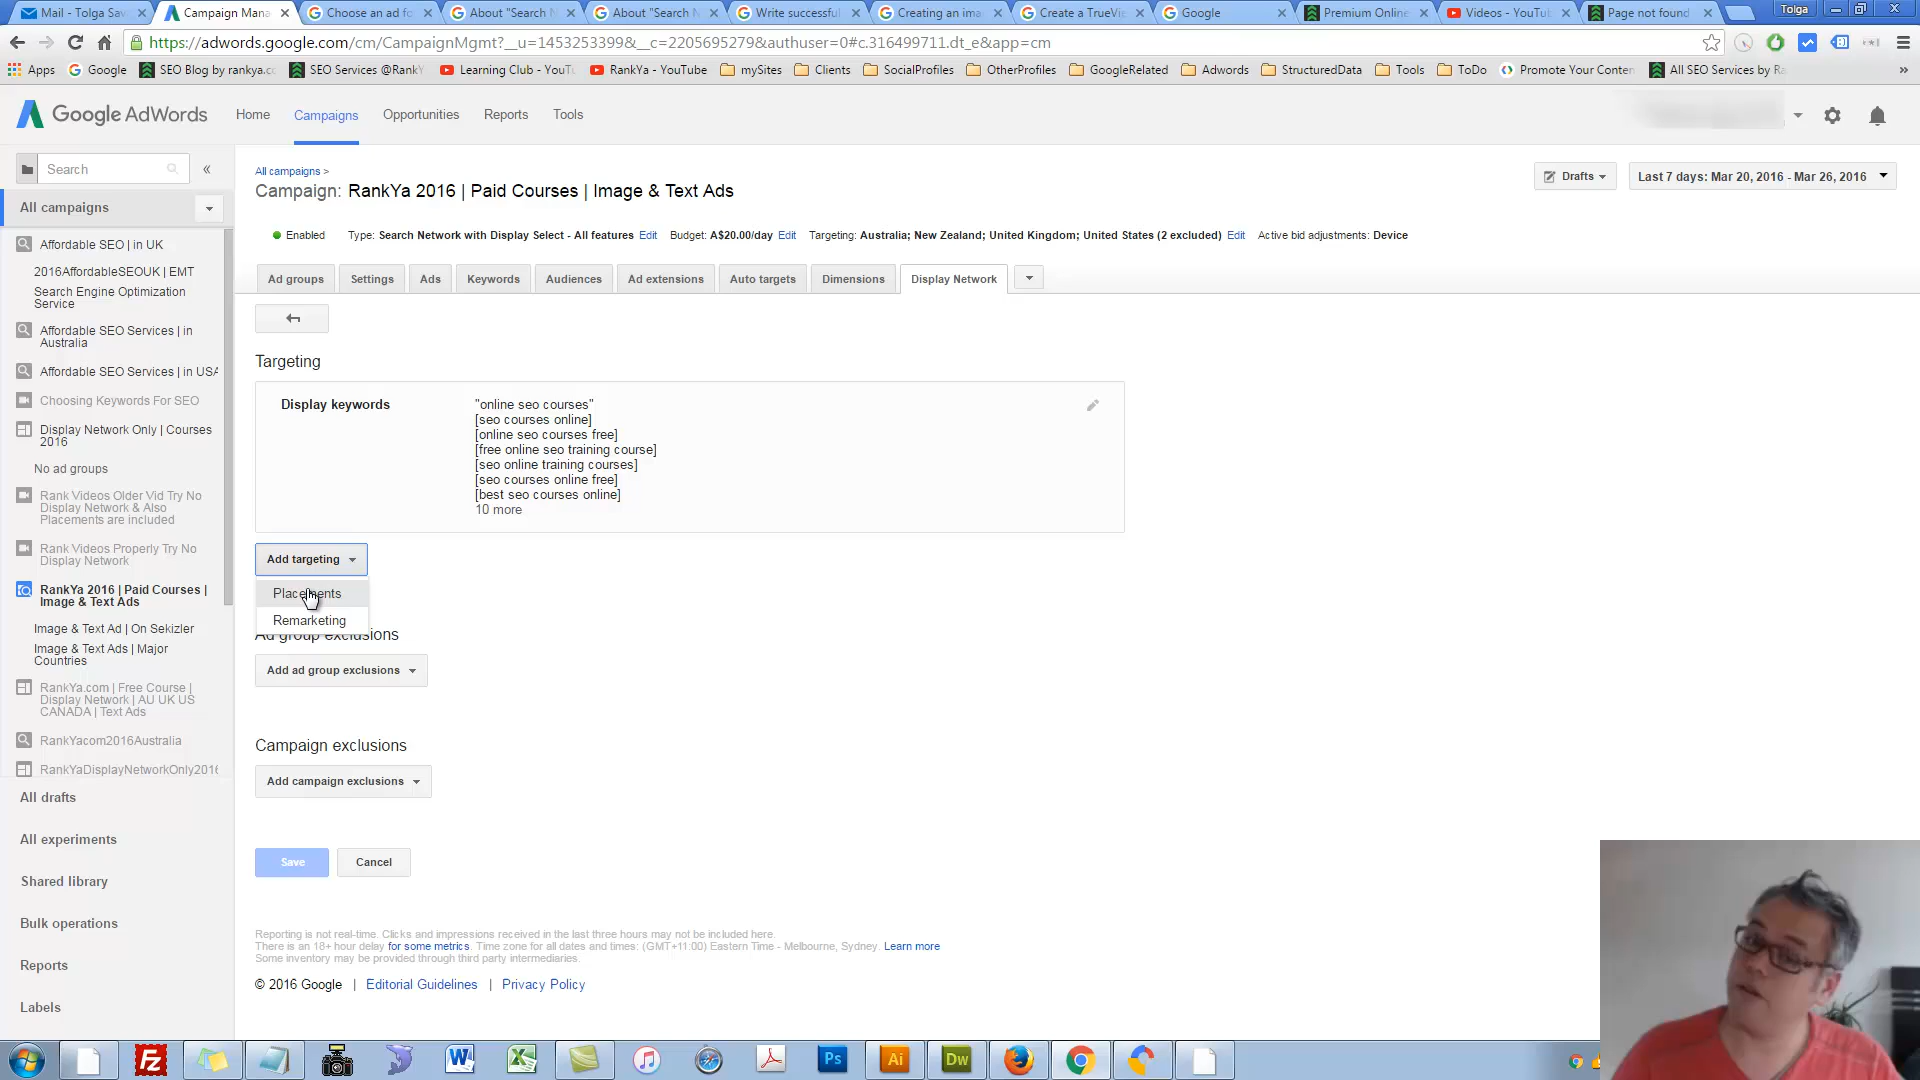 Mail - Tolga Sav
Campaign Mana
Choose an ad fo
About "Search N
About "Search N
Write successful
Creating an ima
Create a TrueVi
Google
Premium Online
Videos - YouTu
Page not found
Tolga
https://adwords.google.com/cm/CampaignMgmt?__u=1453253399&__c=2205695279&authuser=0#c.316499711.dt_e&app=cm
Apps
Google
SEO Blog by rankya.co
SEO Services @RankY
Learning Club - YouTu
RankYa - YouTube
mySites
Clients
SocialProfiles
OtherProfiles
GoogleRelated
Adwords
StructuredData
Tools
ToDo
Promote Your Conten
All SEO Services by Ra
»
Google AdWords
Home
Campaigns
Opportunities
Reports
Tools
Search
«
All campaigns
Affordable SEO | in UK
2016AffordableSEOUK | EMT
Search Engine Optimization
Service
Affordable SEO Services | in
Australia
Affordable SEO Services | in USA
Choosing Keywords For SEO
Display Network Only | Courses
2016
No ad groups
Rank Videos Older Vid Try No
Display Network & Also
Placements are included
Rank Videos Properly Try No
Display Network
RankYa 2016 | Paid Courses |
Image & Text Ads
Image & Text Ad | On Sekizler
Image & Text Ads | Major
Countries
RankYa.com | Free Course |
Display Network | AU UK US
CANADA | Text Ads
RankYacom2016Australia
RankYaDisplayNetworkOnly2016
All drafts
All experiments
Shared library
Bulk operations
Reports
Labels
All campaigns >
Campaign: RankYa 2016 | Paid Courses | Image & Text Ads
Drafts
Last 7 days: Mar 20, 2016 - Mar 26, 2016
Enabled
Type: Search Network with Display Select - All features Edit
Budget: A$20.00/day Edit
Targeting: Australia; New Zealand; United Kingdom; United States (2 excluded) Edit
Active bid adjustments: Device
Ad groups
Settings
Ads
Keywords
Audiences
Ad extensions
Auto targets
Dimensions
Display Network
Targeting
Display keywords
"online seo courses"
[seo courses online]
[online seo courses free]
[free online seo training course]
[seo online training courses]
[seo courses online free]
[best seo courses online]
10 more
Add targeting
Placements
Remarketing
Ad group exclusions
Add ad group exclusions
Campaign exclusions
Add campaign exclusions
Save
Cancel
Reporting is not real-time. Clicks and impressions received in the last three hours may not be included here.
There is an 18+ hour delay for some metrics. Time zone for all dates and times: (GMT+11:00) Eastern Time - Melbourne, Sydney. Learn more
Some inventory may be provided through third party intermediaries.
© 2016 Google | Editorial Guidelines | Privacy Policy
Fz
W
X
Ps
Ai
Dw